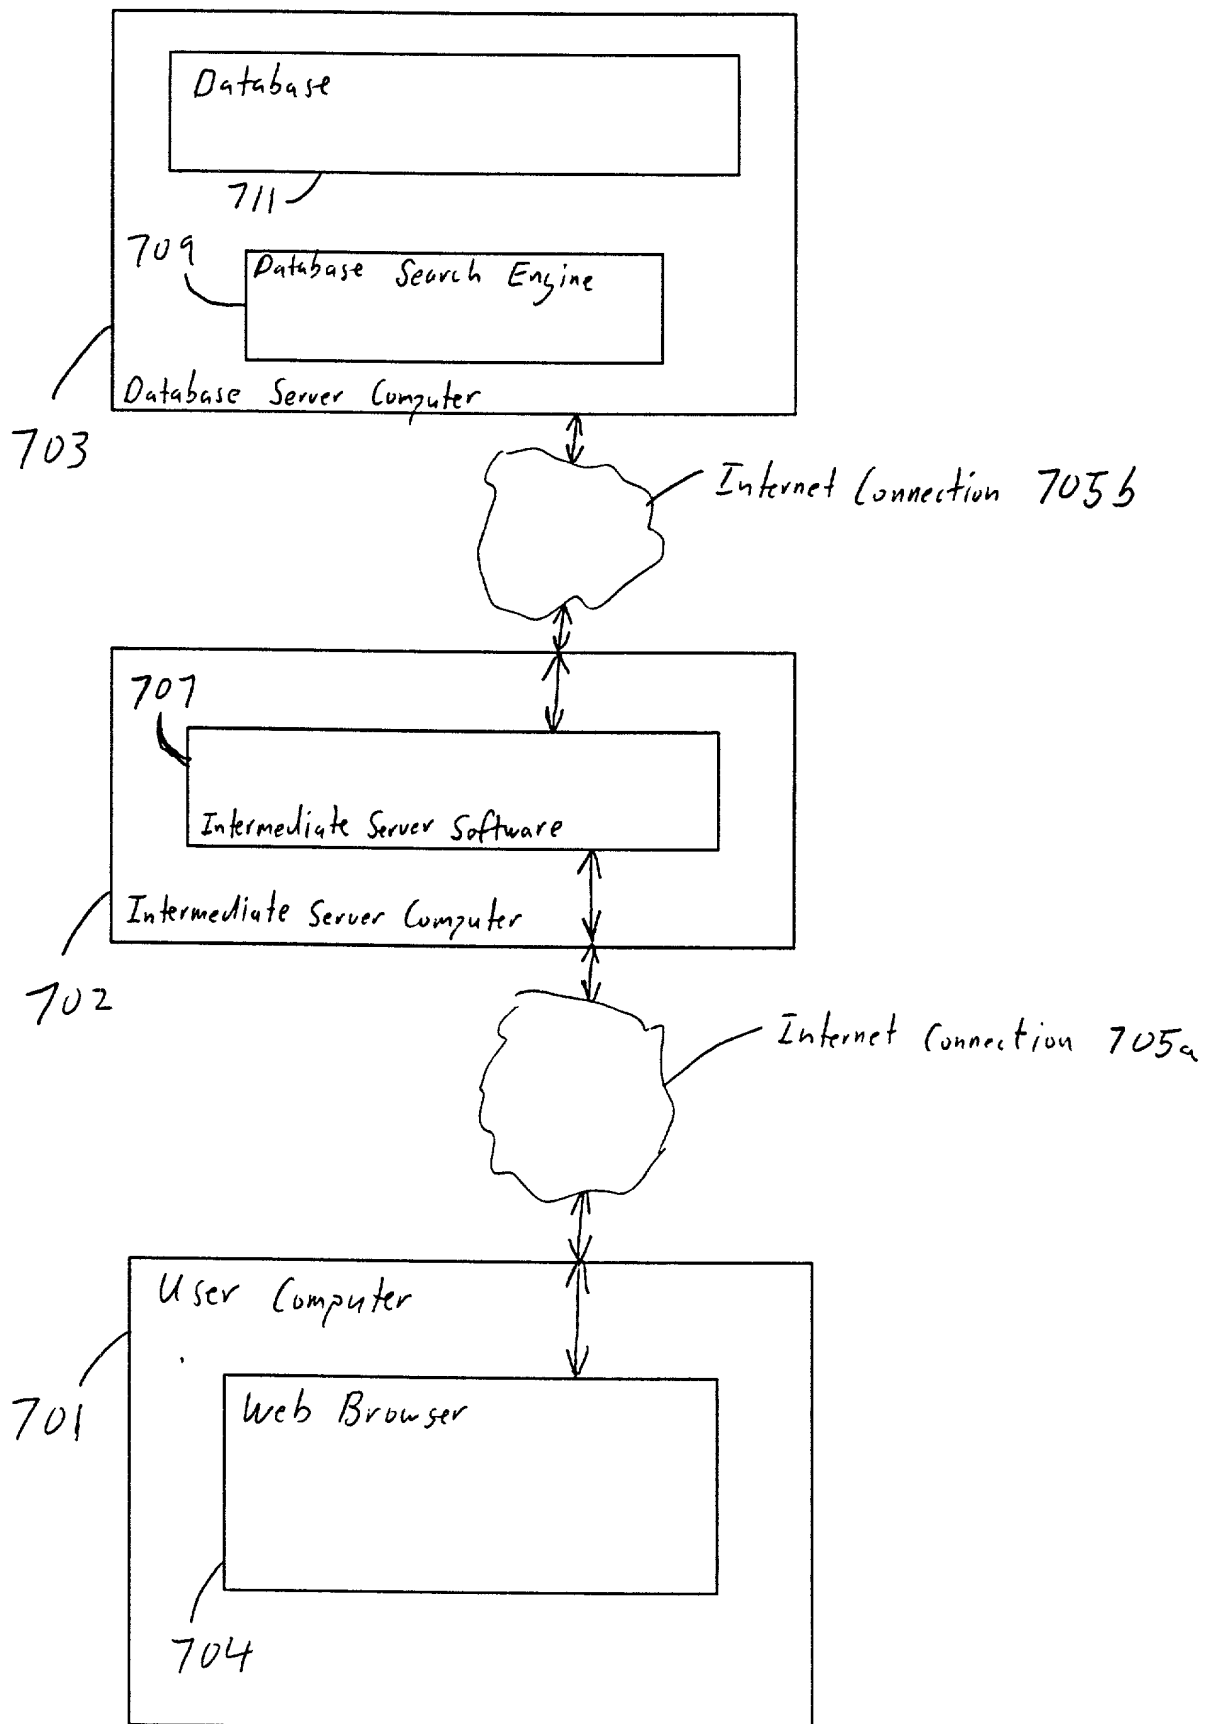 Database
711
709
Database Search Engine
Database Server Computer
703
Internet Connection 705b
707
Intermediate Server Software
Intermediate Server Computer
702
Internet Connection 705a
User Computer
701
Web Browser
704